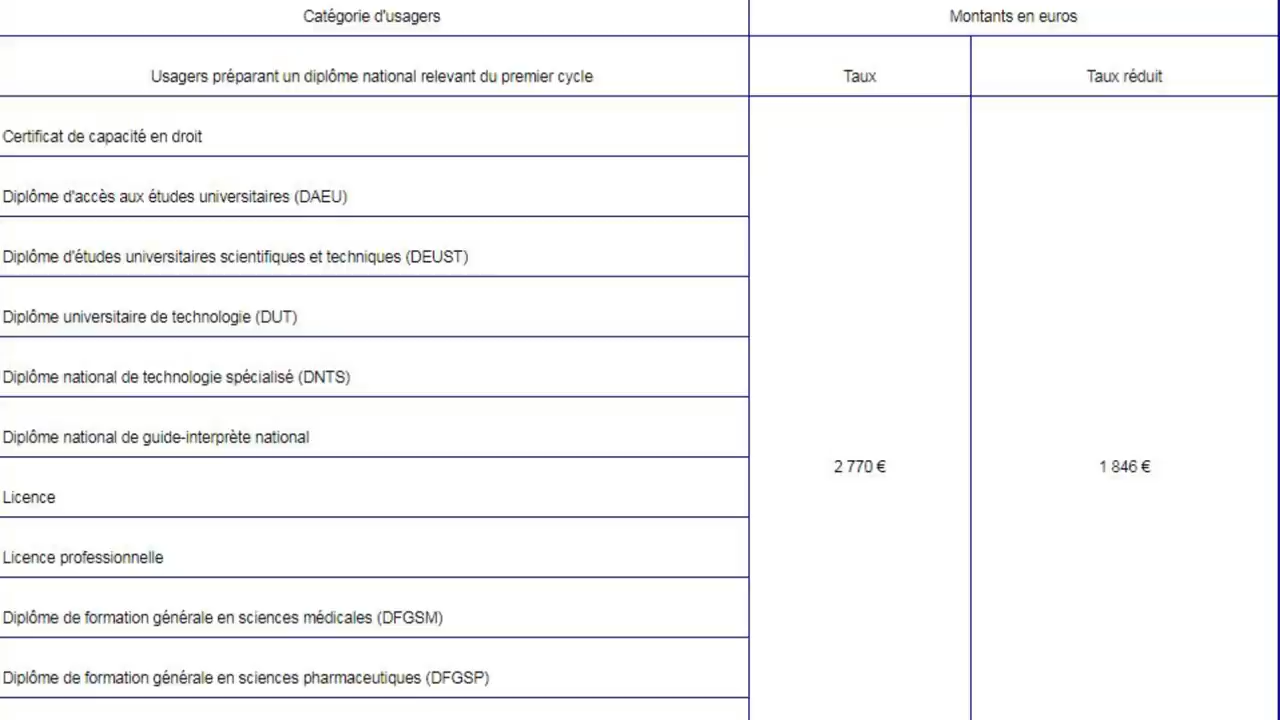 Catégorie d'usagers
Montants en euros
Usagers préparant un diplôme national relevant du premier cycle
Taux
Taux réduit
Certificat de capacité en droit
Diplôme d'accès aux études universitaires (DAEU)
Diplôme d'études universitaires scientifiques et techniques (DEUST)
Diplôme universitaire de technologie (DUT)
Diplôme national de technologie spécialisé (DNTS)
Diplôme national de guide-interprète national
2 770 €
1 846 €
Licence
Licence professionnelle
Diplôme de formation générale en sciences médicales (DFGSM)
Diplôme de formation générale en sciences pharmaceutiques (DFGSP)